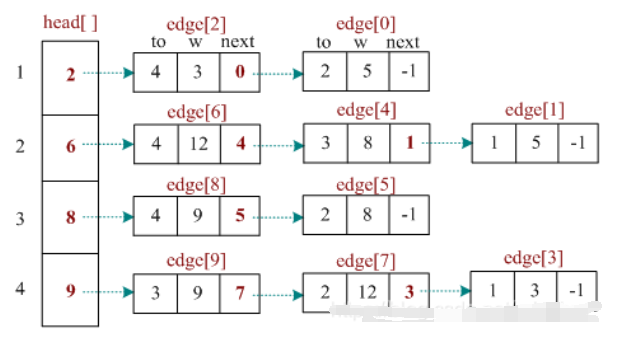 head[ ] edge[2] edge[0]
to w next to w next
1 2 4 3 0 2 5 -1
edge[6] edge[4] edge[1]
2 6 4 12 4 3 8 1 1 5 -1
edge[8] edge[5]
3 8 4 9 5 2 8 -1
edge[9] edge[7] edge[3]
4 9 3 9 7 2 12 3 1 3 -1